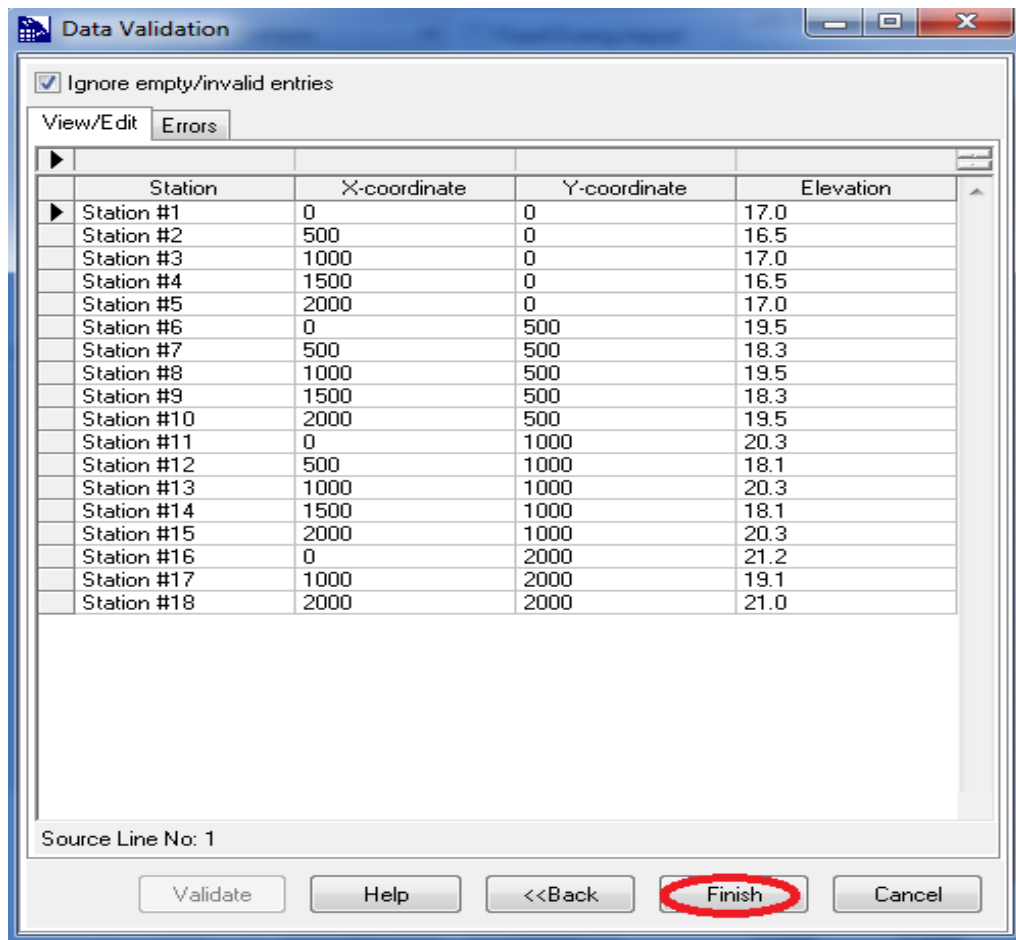 Data Validation
Ignore empty/invalid entries
View/Edit Errors
Station X-coordinate Y-coordinate Elevation
Station #1 0 0 17.0
Station #2 500 0 16.5
Station #3 1000 0 17.0
Station #4 1500 0 16.5
Station #5 2000 0 17.0
Station #6 0 500 19.5
Station #7 500 500 18.3
Station #8 1000 500 19.5
Station #9 1500 500 18.3
Station #10 2000 500 19.5
Station #11 0 1000 20.3
Station #12 500 1000 18.1
Station #13 1000 1000 20.3
Station #14 1500 1000 18.1
Station #15 2000 1000 20.3
Station #16 0 2000 21.2
Station #17 1000 2000 19.1
Station #18 2000 2000 21.0
Source Line No: 1
Validate Help <<Back Finish Cancel